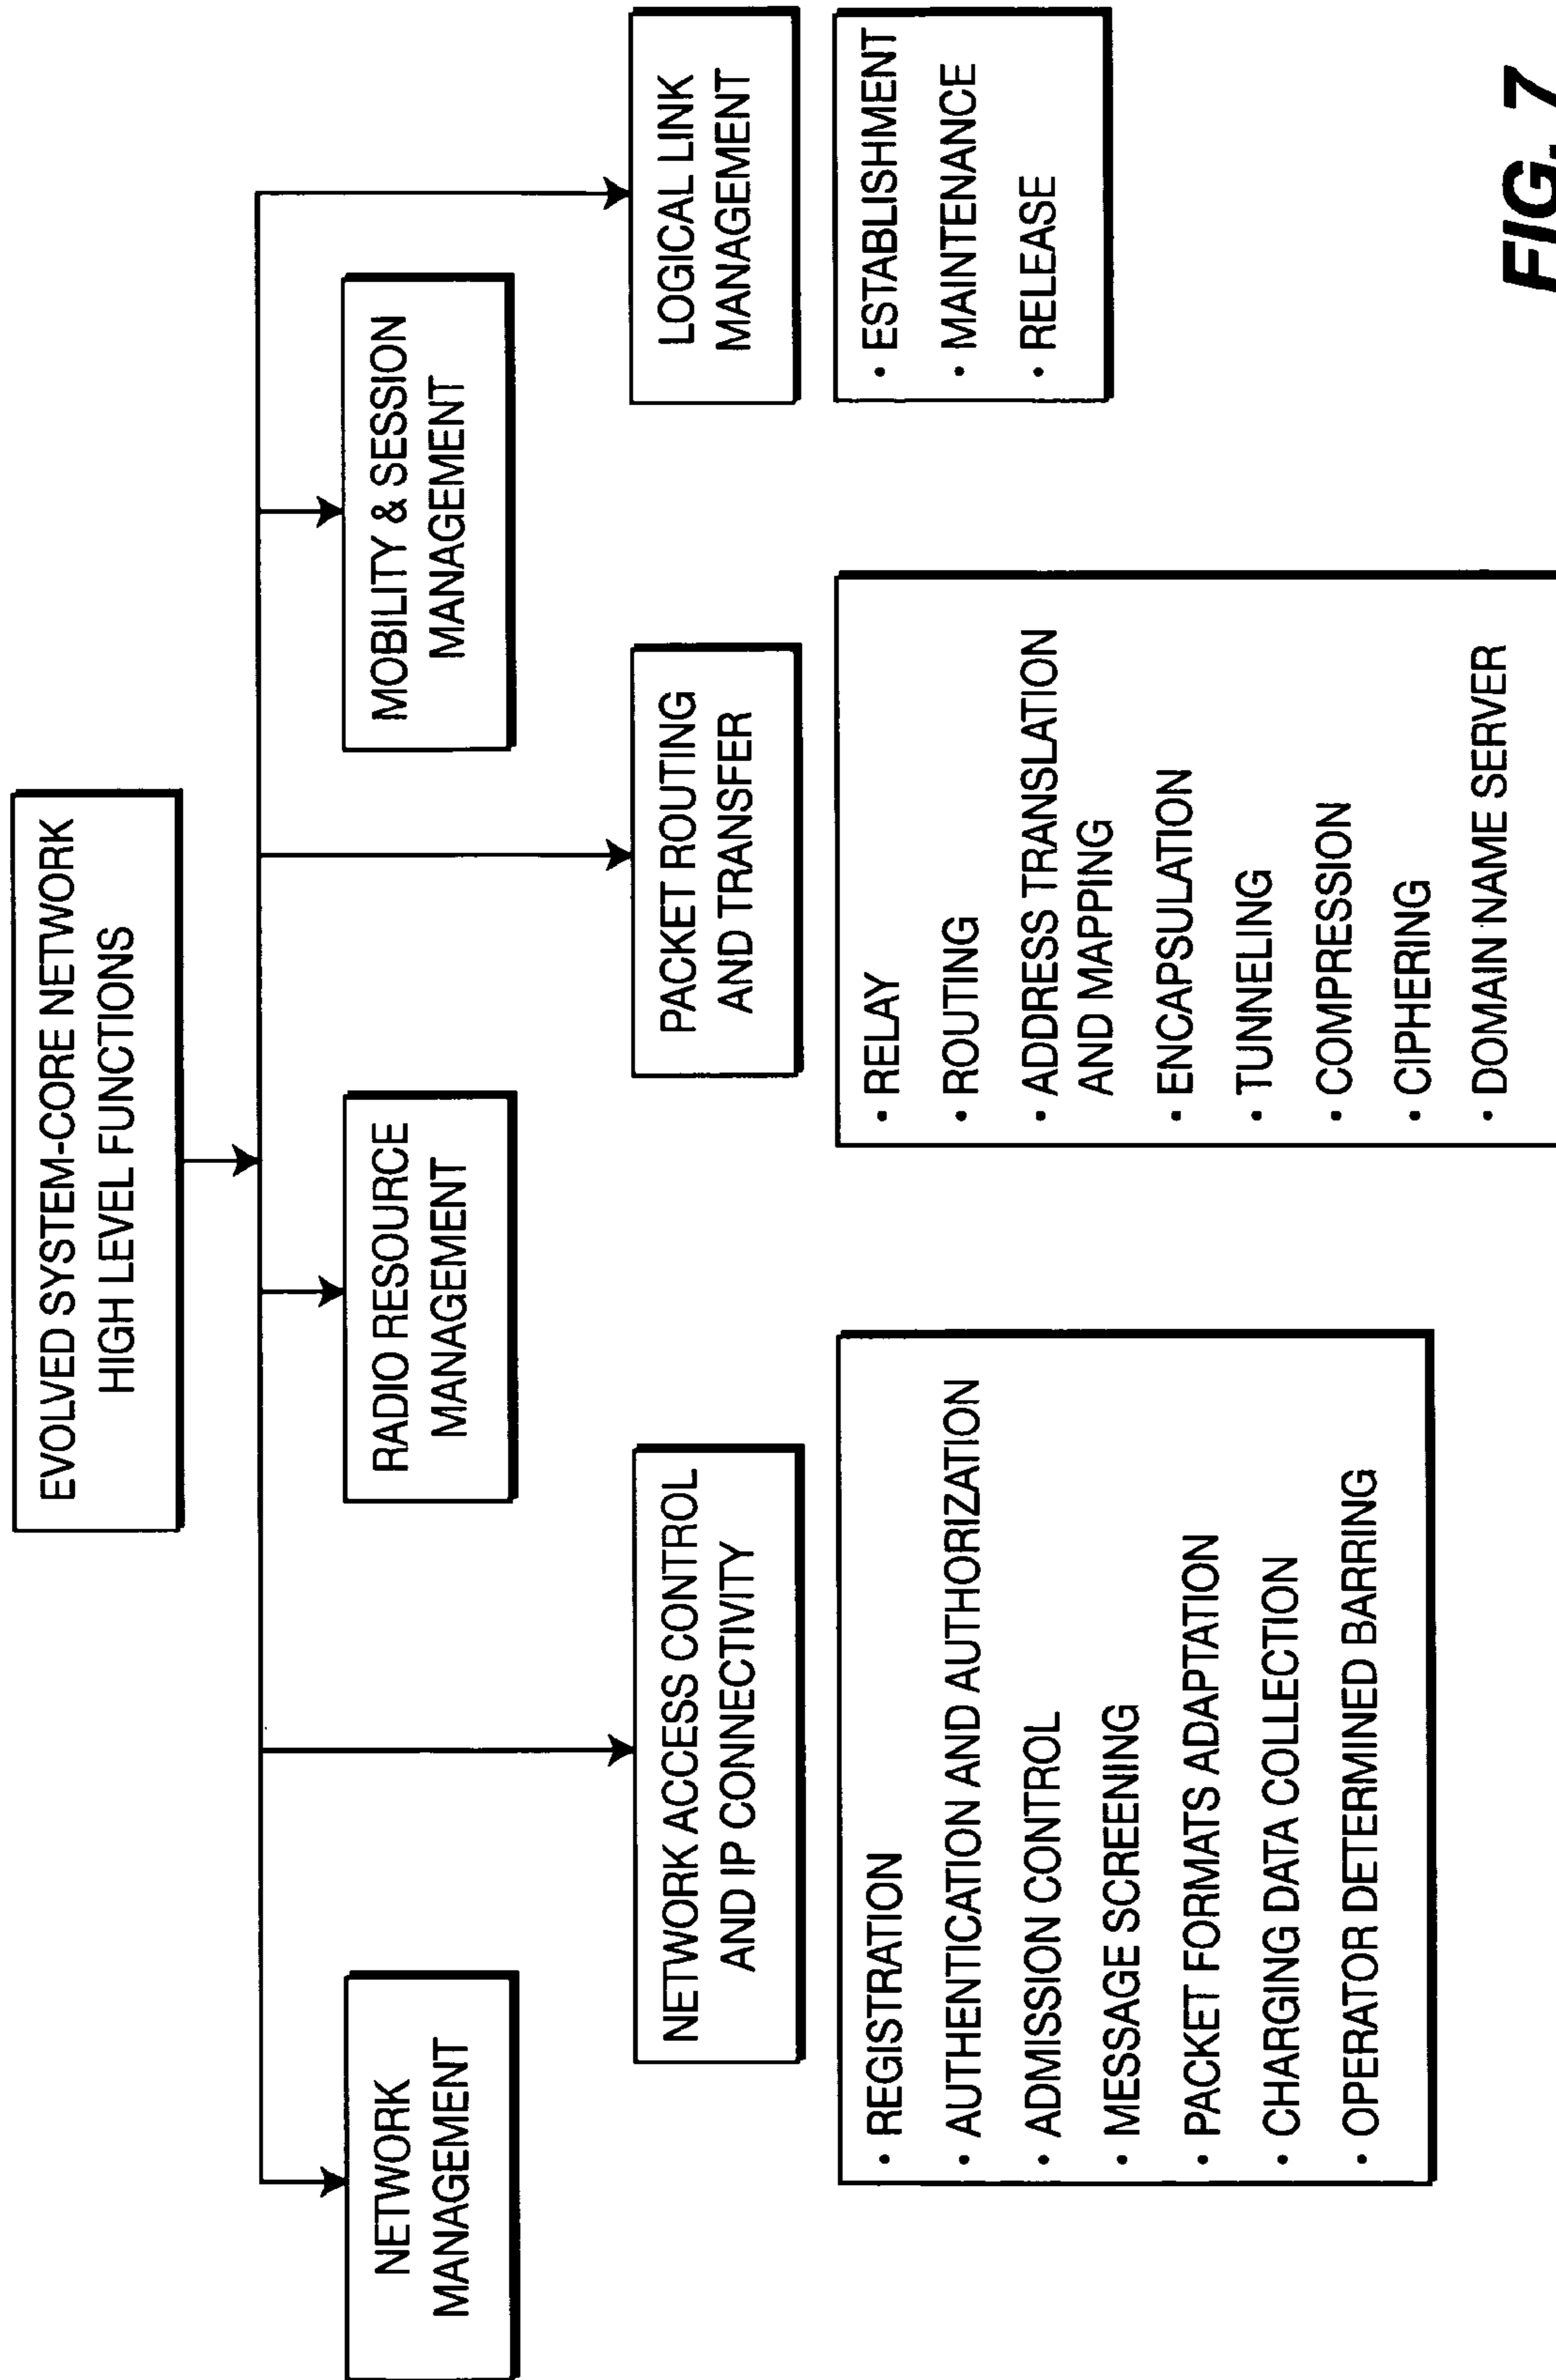 EVOLVED SYSTEM-CORE NETWORK
HIGH LEVEL FUNCTIONS
NETWORK
MANAGEMENT
RADIO RESOURCE
MANAGEMENT
MOBILITY & SESSION
MANAGEMENT
NETWORK ACCESS CONTROL
AND IP CONNECTIVITY
PACKET ROUTING
AND TRANSFER
LOGICAL LINK
MANAGEMENT
• REGISTRATION
• AUTHENTICATION AND AUTHORIZATION
• ADMISSION CONTROL
• MESSAGE SCREENING
• PACKET FORMATS ADAPTATION
• CHARGING DATA COLLECTION
• OPERATOR DETERMINED BARRING
• RELAY
• ROUTING
• ADDRESS TRANSLATION
AND MAPPING
• ENCAPSULATION
• TUNNELING
• COMPRESSION
• CIPHERING
• DOMAIN NAME SERVER
• ESTABLISHMENT
• MAINTENANCE
• RELEASE
FIG. 7